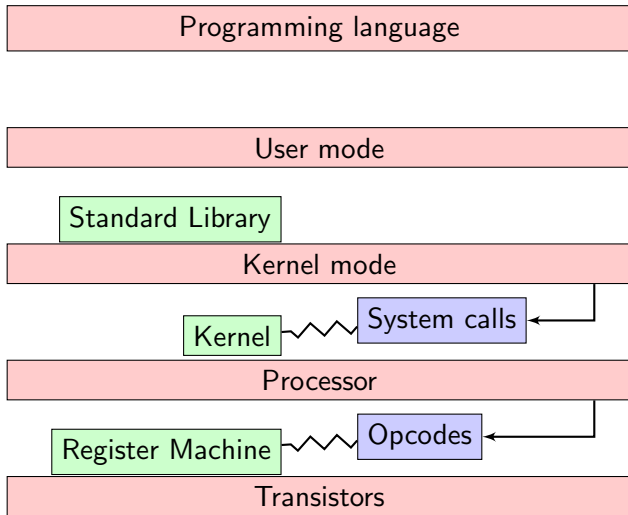 Programming language
User mode
Standard Library
Kernel mode
System calls
Kernel
Processor
Opcodes
Register Machine
Transistors